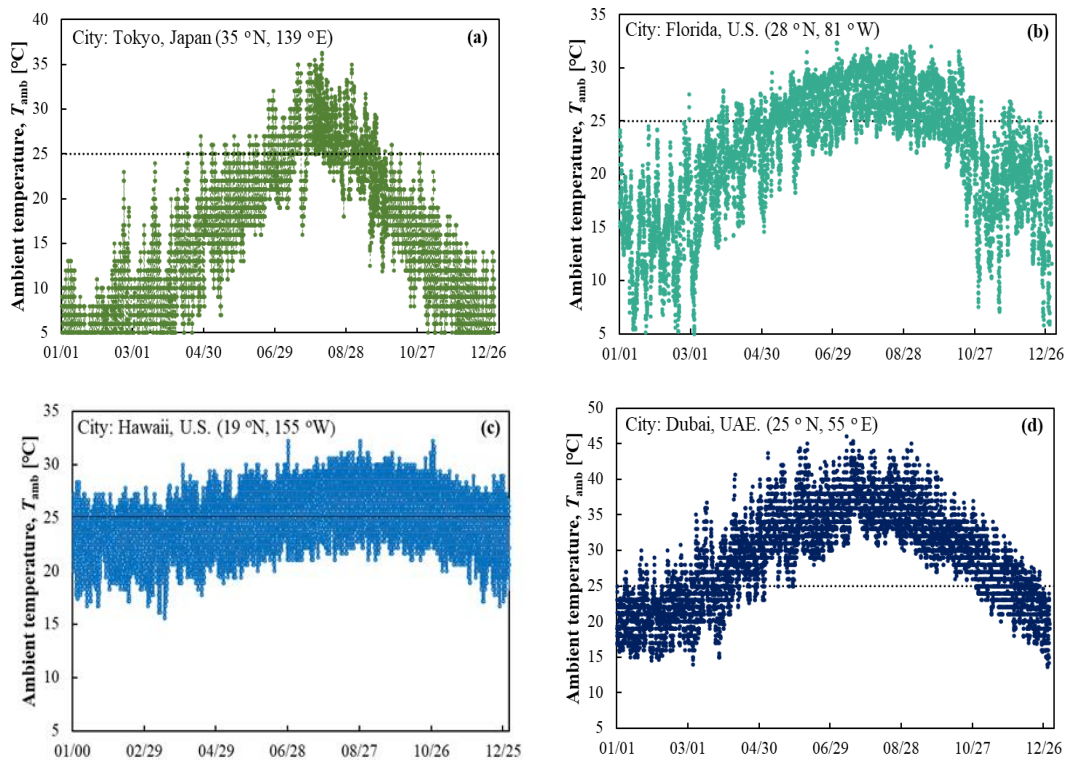 City: Tokyo, Japan (35 °N, 139 °E) (a)
Ambient temperature, Tamb [°C]
40
35
30
25
20
15
10
5
01/01 03/01 04/30 06/29 08/28 10/27 12/26
City: Florida, U.S. (28 °N, 81 °W) (b)
Ambient temperature, Tamb [°C]
35
30
25
20
15
10
5
01/01 03/01 04/30 06/29 08/28 10/27 12/26
City: Hawaii, U.S. (19 °N, 155 °W) (c)
Ambient temperature, Tamb [°C]
35
30
25
20
15
10
5
01/00 02/29 04/29 06/28 08/27 10/26 12/25
City: Dubai, UAE. (25 °N, 55 °E) (d)
Ambient temperature, Tamb [°C]
50
45
40
35
30
25
20
15
10
5
01/01 03/01 04/30 06/29 08/28 10/27 12/26